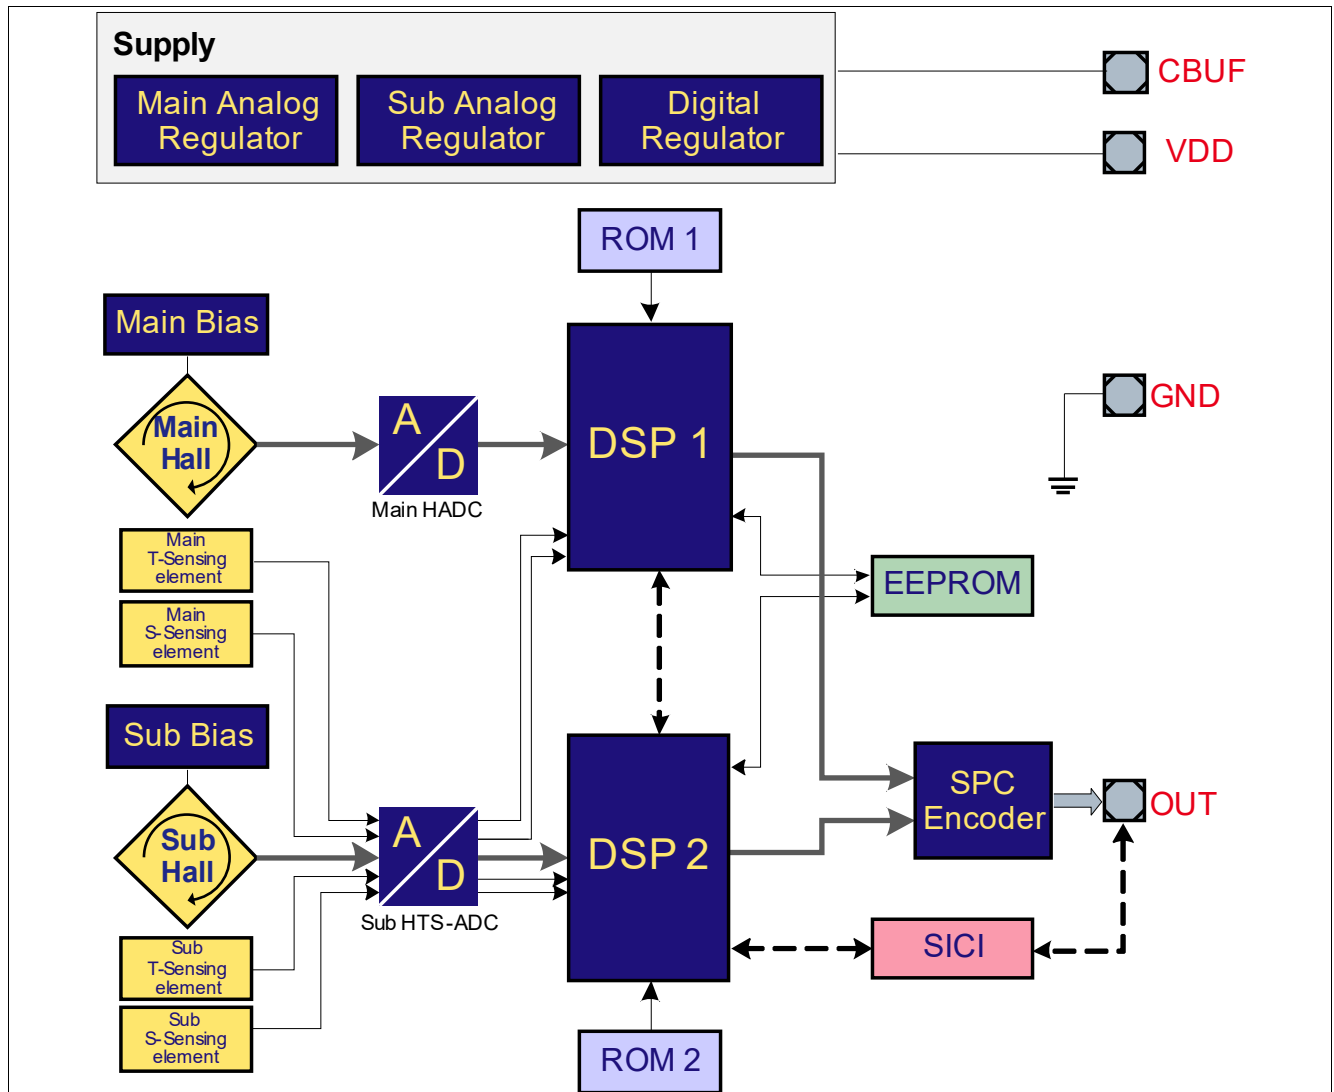 Supply
Main Analog
Regulator
Sub Analog
Regulator
Digital
Regulator
CBUF
VDD
ROM 1
Main Bias
Main
Hall
A
D
Main HADC
DSP 1
GND
Main
T-Sensing
element
Main
S-Sensing
element
EEPROM
Sub Bias
Sub
Hall
A
D
Sub HTS-ADC
DSP 2
SPC
Encoder
OUT
Sub
T-Sensing
element
Sub
S-Sensing
element
SICI
ROM 2